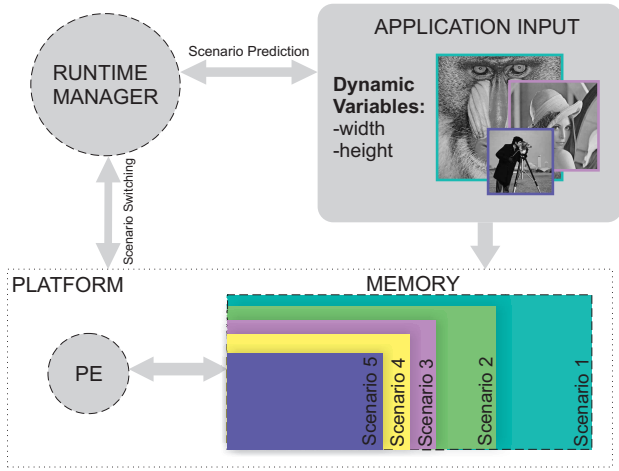 RUNTIME
MANAGER
Scenario Prediction
APPLICATION INPUT
Dynamic
Variables:
-width
-height
Scenario Switching
PLATFORM
MEMORY
PE
Scenario 5
Scenario 4
Scenario 3
Scenario 2
Scenario 1